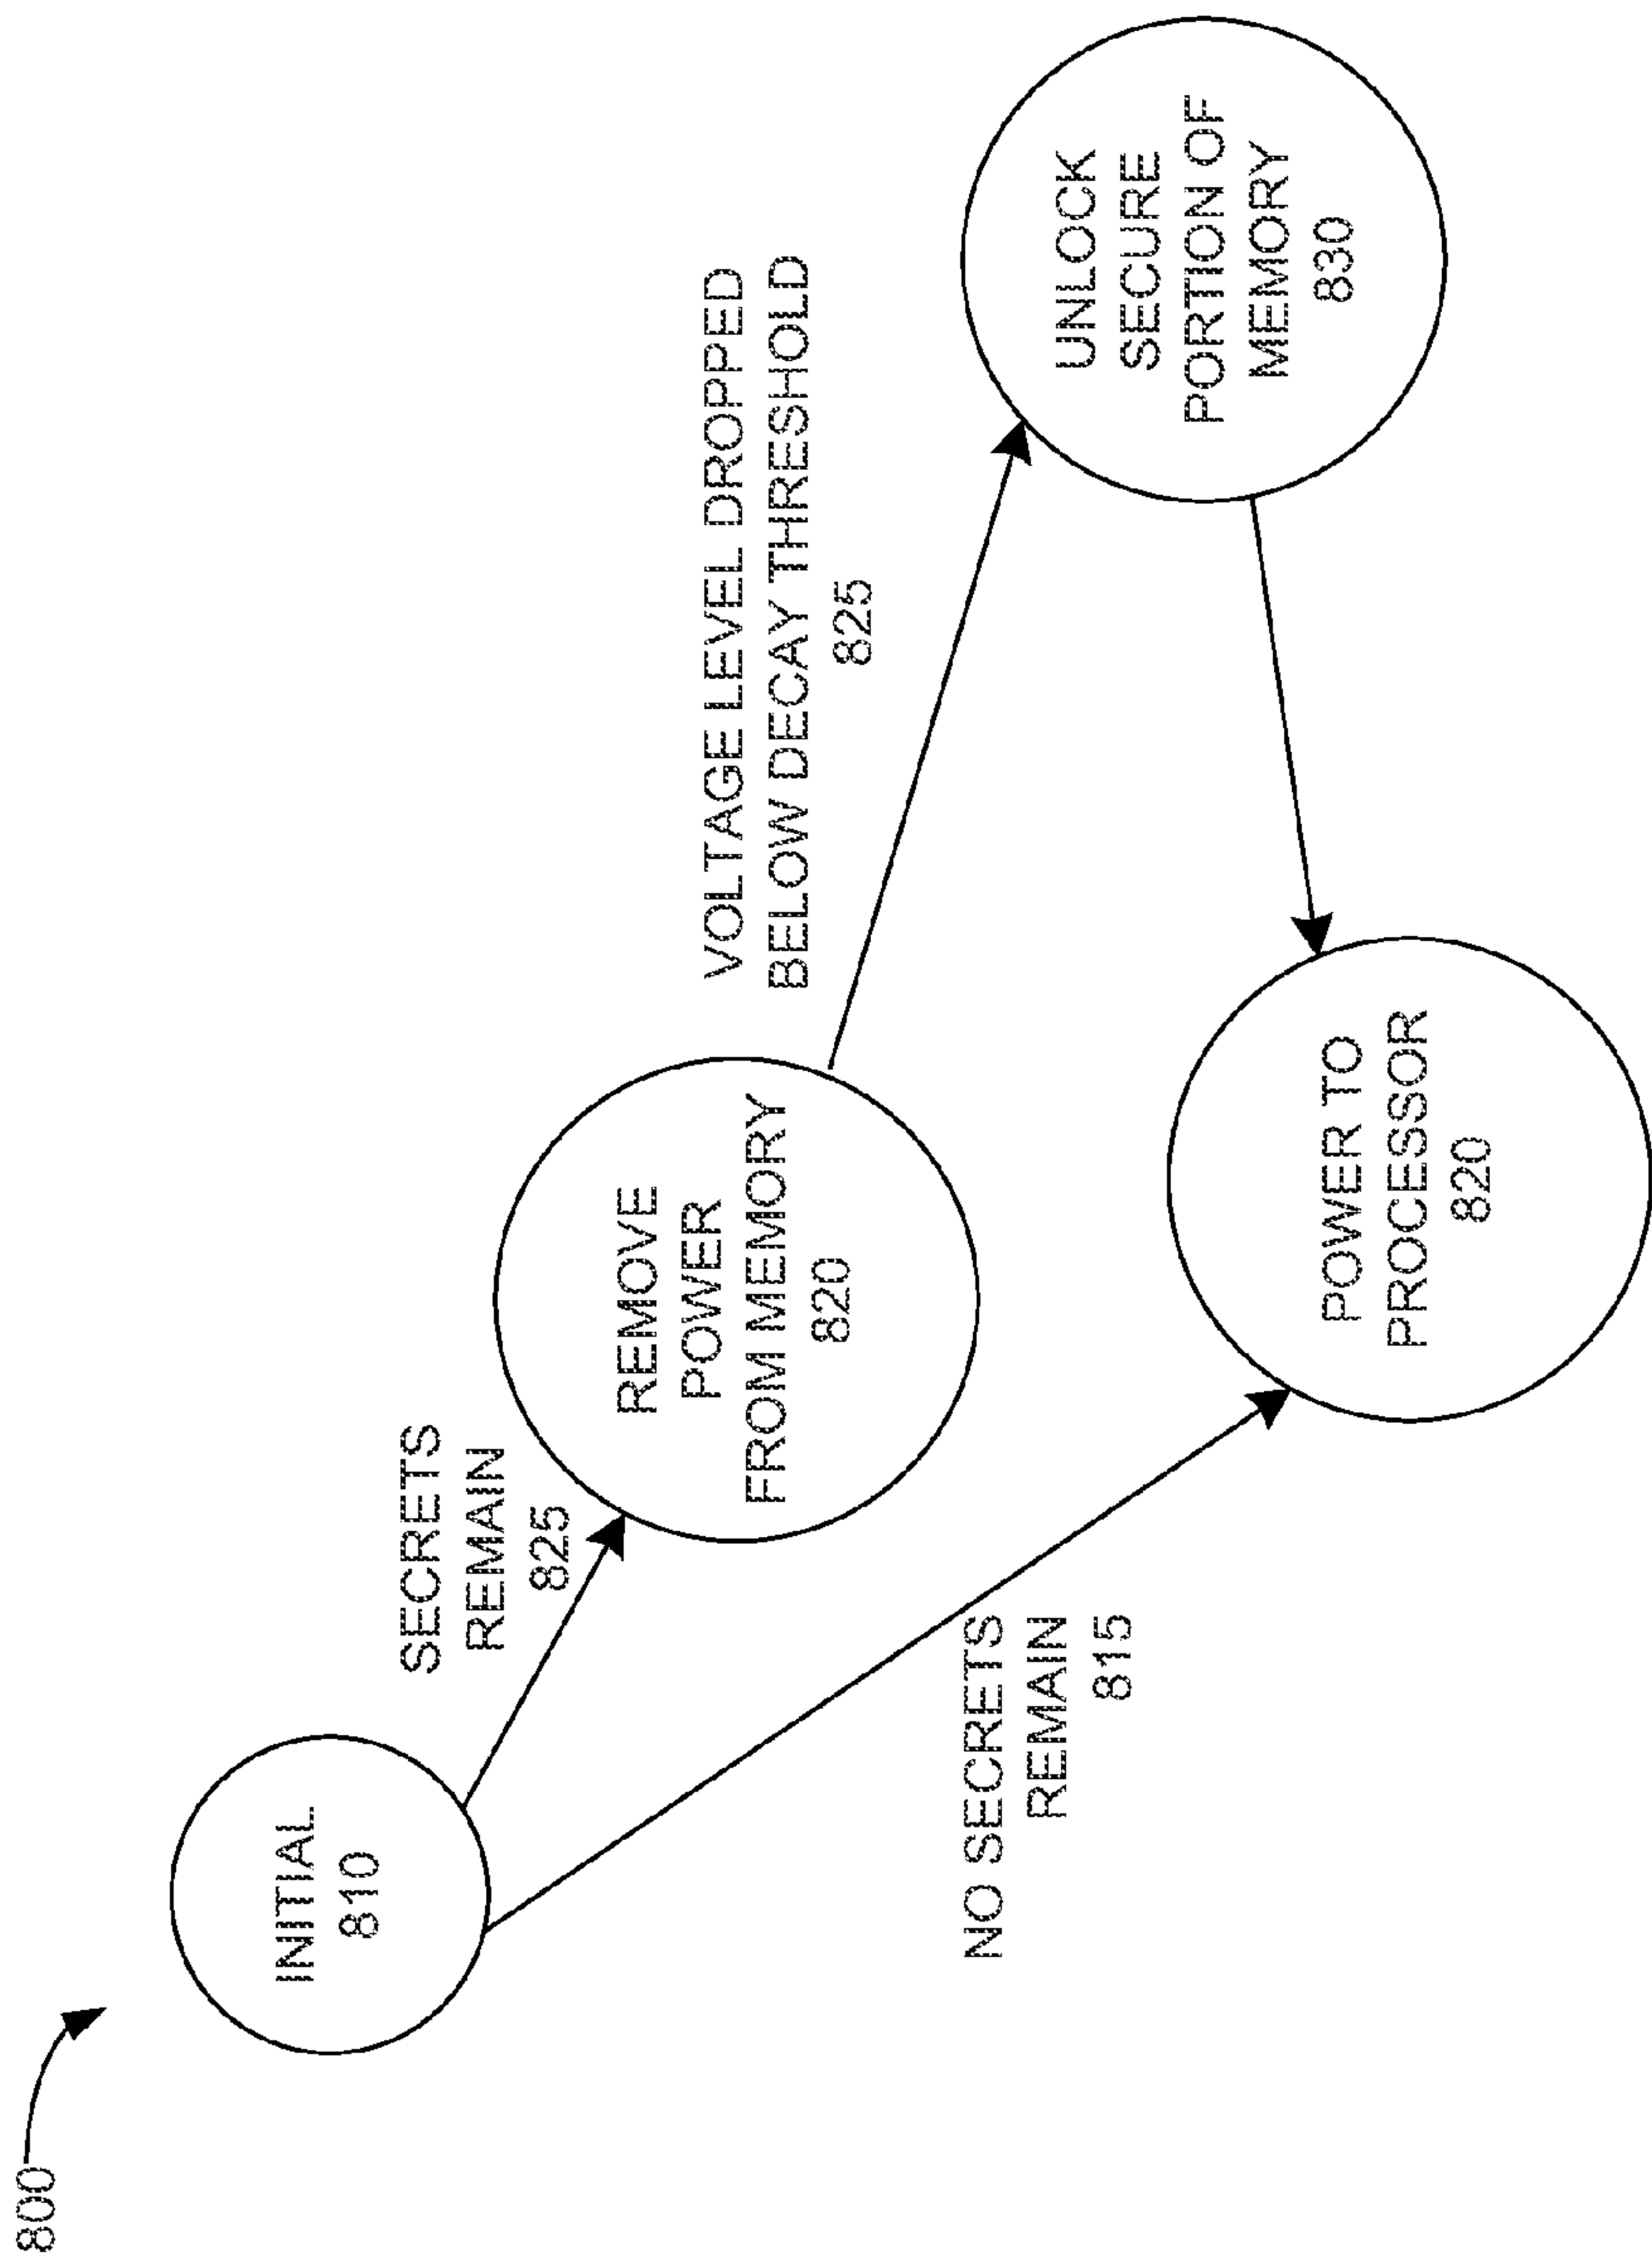 800
INITIAL
810
SECRETS
REMAIN
825
NO SECRETS
REMAIN
815
REMOVE
POWER
FROM MEMORY
820
VOLTAGE LEVEL DROPPED
BELOW DECAY THRESHOLD
825
UNLOCK
SECURE
PORTION OF
MEMORY
830
POWER TO
PROCESSOR
820